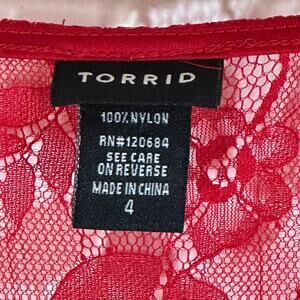 TORRID
100% NYLON
RN#120684
SEE CARE
ON REVERSE
MADE IN CHINA
4